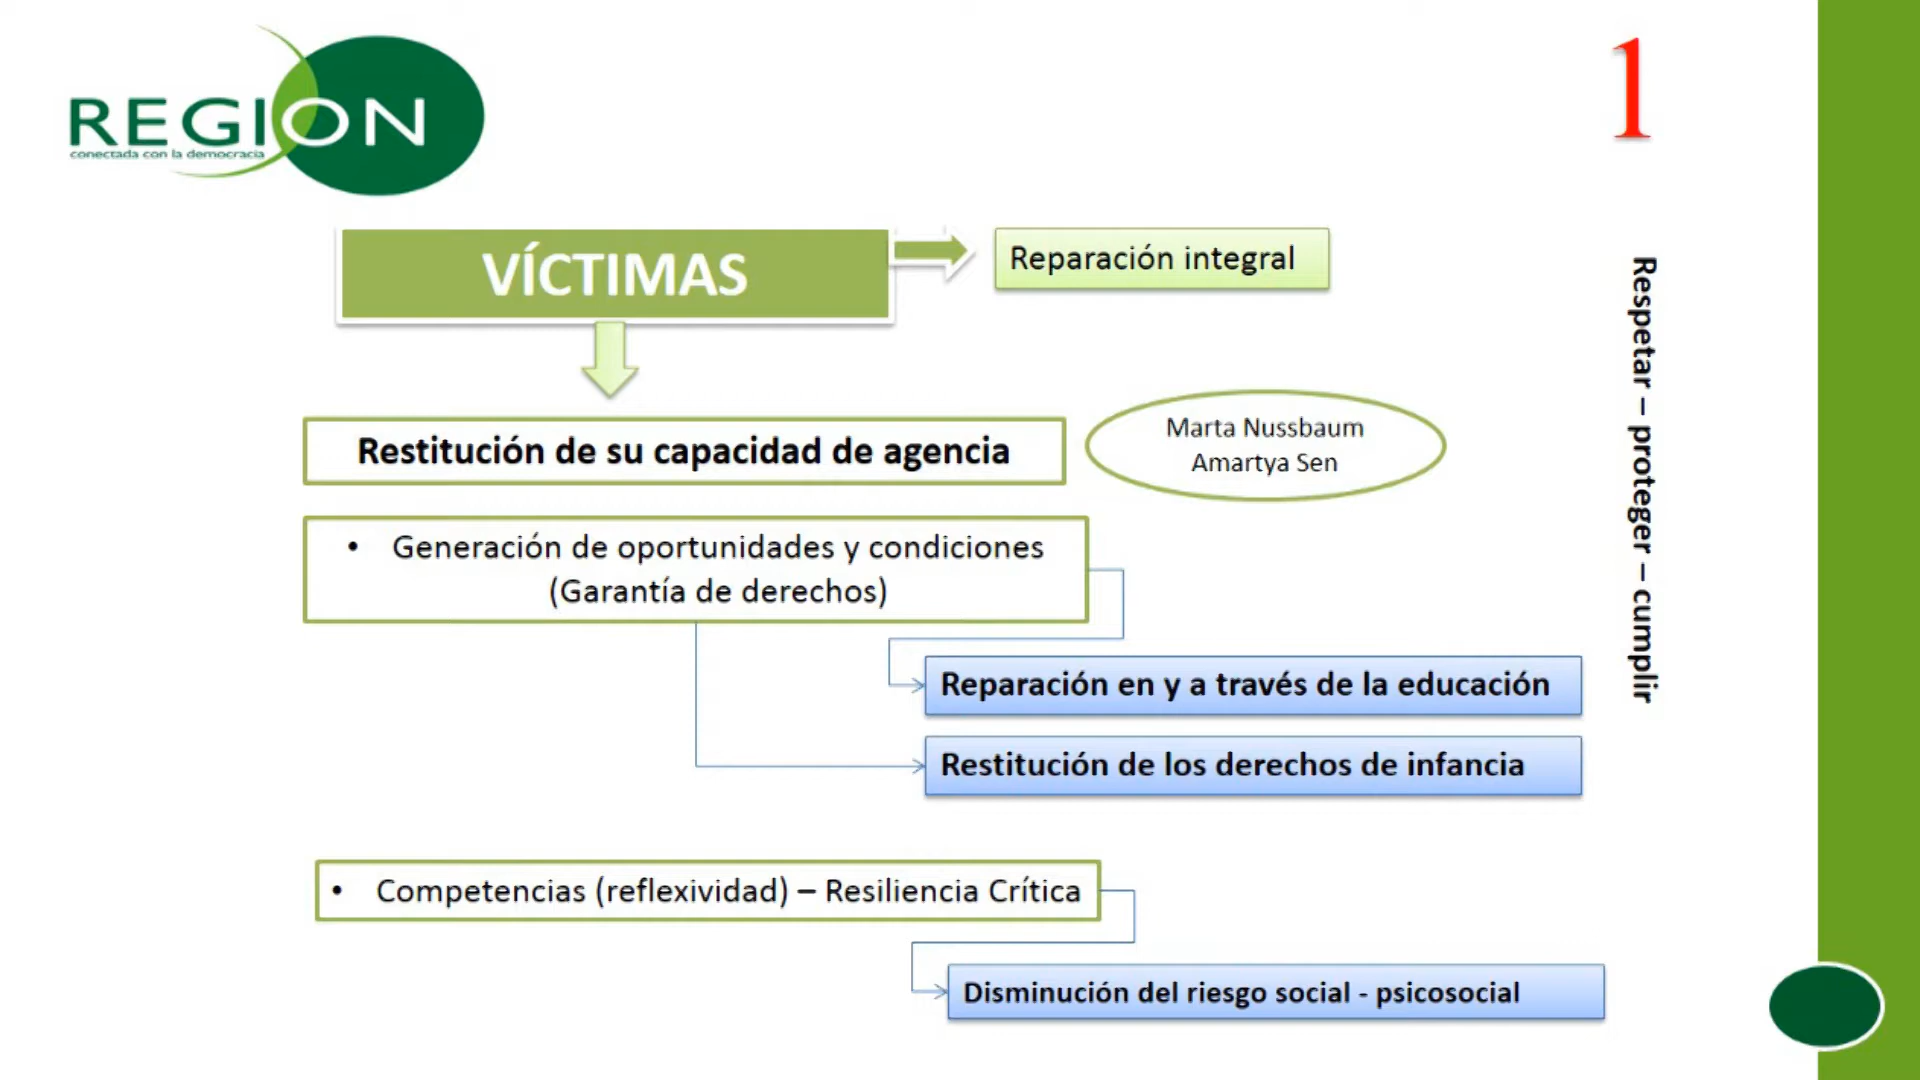 REGION
conectada con la democracia
1
VÍCTIMAS
Reparación integral
Restitución de su capacidad de agencia
Marta Nussbaum
Amartya Sen
• Generación de oportunidades y condiciones
(Garantía de derechos)
Reparación en y a través de la educación
Restitución de los derechos de infancia
• Competencias (reflexividad) – Resiliencia Crítica
Disminución del riesgo social - psicosocial
Respetar – proteger – cumplir